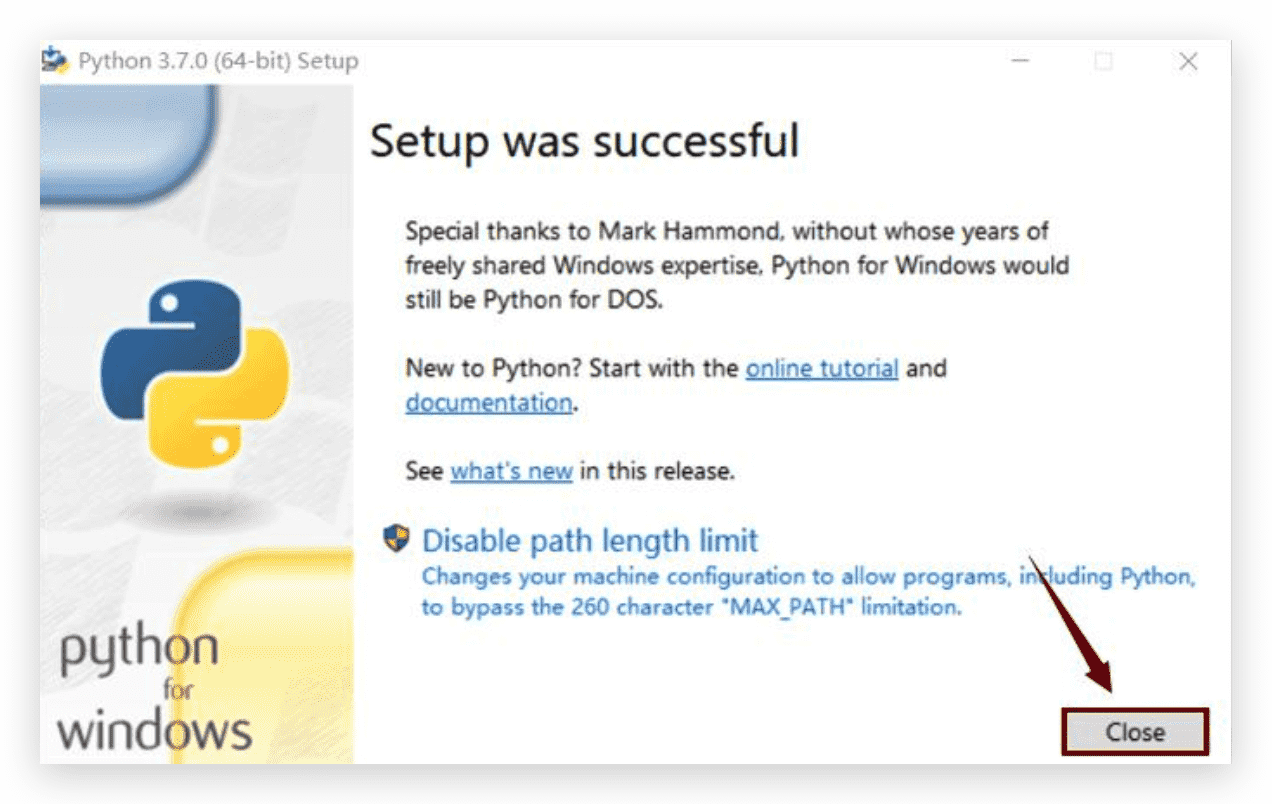 Python 3.7.0 (64-bit) Setup
Setup was successful
Special thanks to Mark Hammond, without whose years of
freely shared Windows expertise, Python for Windows would
still be Python for DOS.
New to Python? Start with the online tutorial and
documentation.
See what's new in this release.
Disable path length limit
Changes your machine configuration to allow programs, including Python,
to bypass the 260 character "MAX_PATH" limitation.
python
for
windows
Close